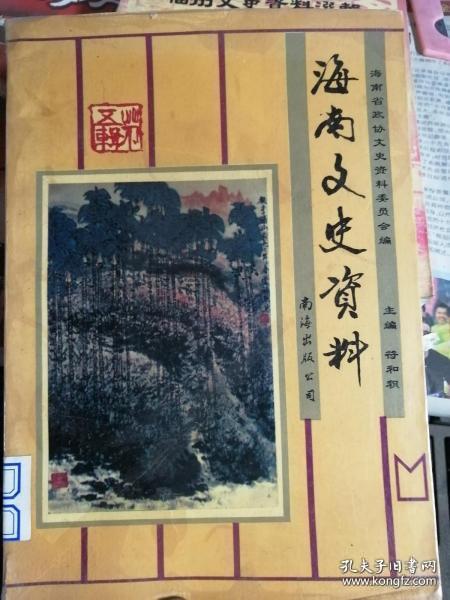 海南文史資料
海南省政协文史资料委员会编
主编 符和积
南海出版公司
孔夫子旧书网
www.kongfz.com